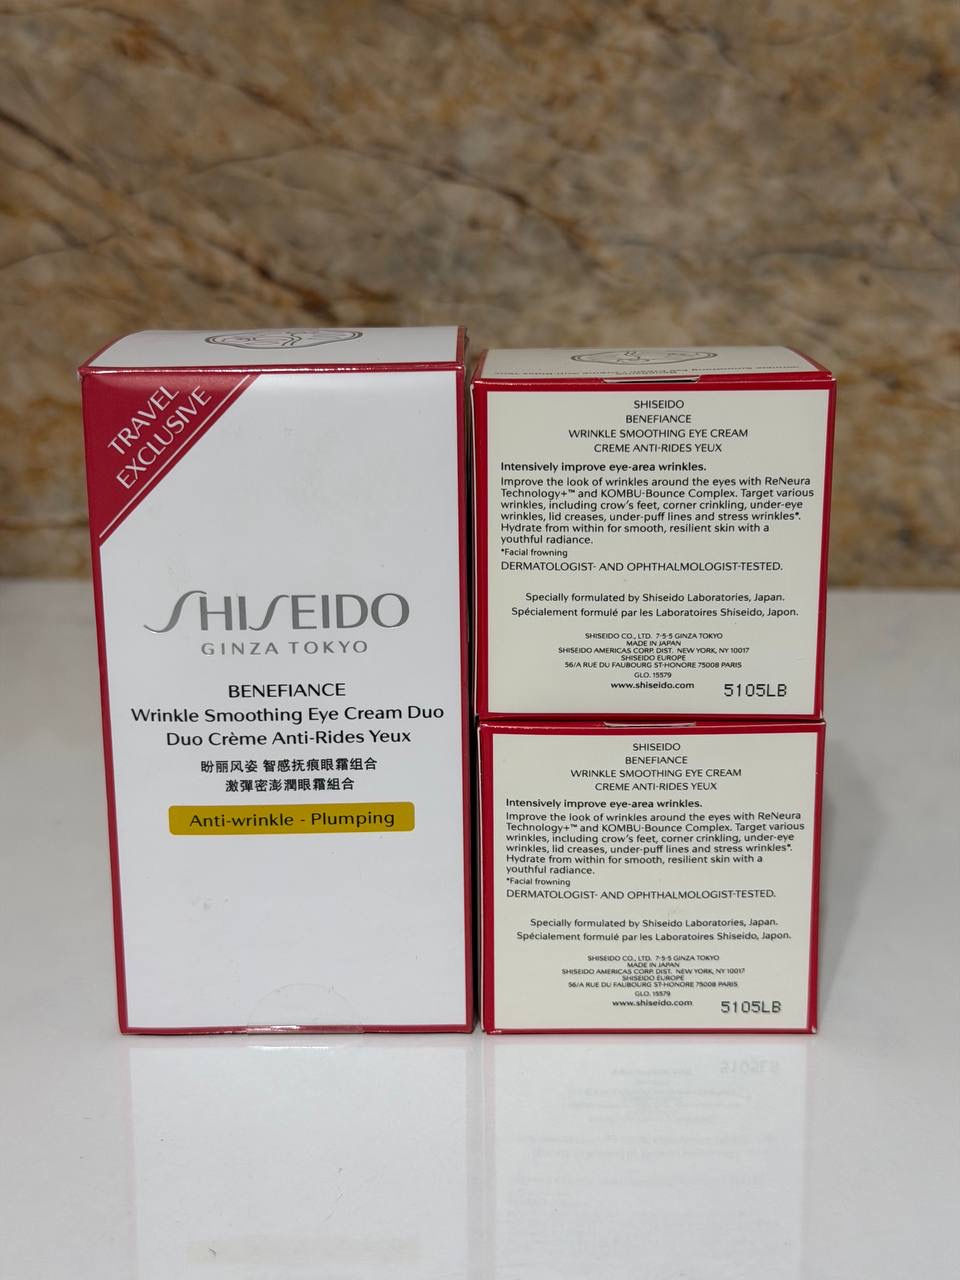 TRAVEL
EXCLUSIVE
SHISEIDO
GINZA TOKYO
BENEFIANCE
Wrinkle Smoothing Eye Cream Duo
Duo Crème Anti-Rides Yeux
盼丽风姿 智感抚痕眼霜组合
激彈密澎潤眼霜組合
Anti-wrinkle - Plumping
SHISEIDO
BENEFIANCE
WRINKLE SMOOTHING EYE CREAM
CREME ANTI-RIDES YEUX
Intensively improve eye-area wrinkles.
Improve the look of wrinkles around the eyes with ReNeura
Technology+™ and KOMBU-Bounce Complex. Target various
wrinkles, including crow's feet, corner crinkling, under-eye
wrinkles, lid creases, under-puff lines and stress wrinkles*.
Hydrate from within for smooth, resilient skin with a
youthful radiance.
*Facial frowning
DERMATOLOGIST- AND OPHTHALMOLOGIST-TESTED.
Specially formulated by Shiseido Laboratories, Japan.
Spécialement formulé par les Laboratoires Shiseido, Japon.
SHISEIDO CO., LTD. 7-5-5 GINZA TOKYO
MADE IN JAPAN
SHISEIDO AMERICAS CORP. DIST. NEW YORK, NY 10017
SHISEIDO EUROPE
56/A RUE DU FAUBOURG ST-HONORE 75008 PARIS
GLO. 15579
www.shiseido.com 5105LB
SHISEIDO
BENEFIANCE
WRINKLE SMOOTHING EYE CREAM
CREME ANTI-RIDES YEUX
Intensively improve eye-area wrinkles.
Improve the look of wrinkles around the eyes with ReNeura
Technology+™ and KOMBU-Bounce Complex. Target various
wrinkles, including crow's feet, corner crinkling, under-eye
wrinkles, lid creases, under-puff lines and stress wrinkles*.
Hydrate from within for smooth, resilient skin with a
youthful radiance.
*Facial frowning
DERMATOLOGIST- AND OPHTHALMOLOGIST-TESTED.
Specially formulated by Shiseido Laboratories, Japan.
Spécialement formulé par les Laboratoires Shiseido, Japon.
SHISEIDO CO., LTD. 7-5-5 GINZA TOKYO
MADE IN JAPAN
SHISEIDO AMERICAS CORP. DIST. NEW YORK, NY 10017
SHISEIDO EUROPE
56/A RUE DU FAUBOURG ST-HONORE 75008 PARIS
GLO. 15579
www.shiseido.com 5105LB